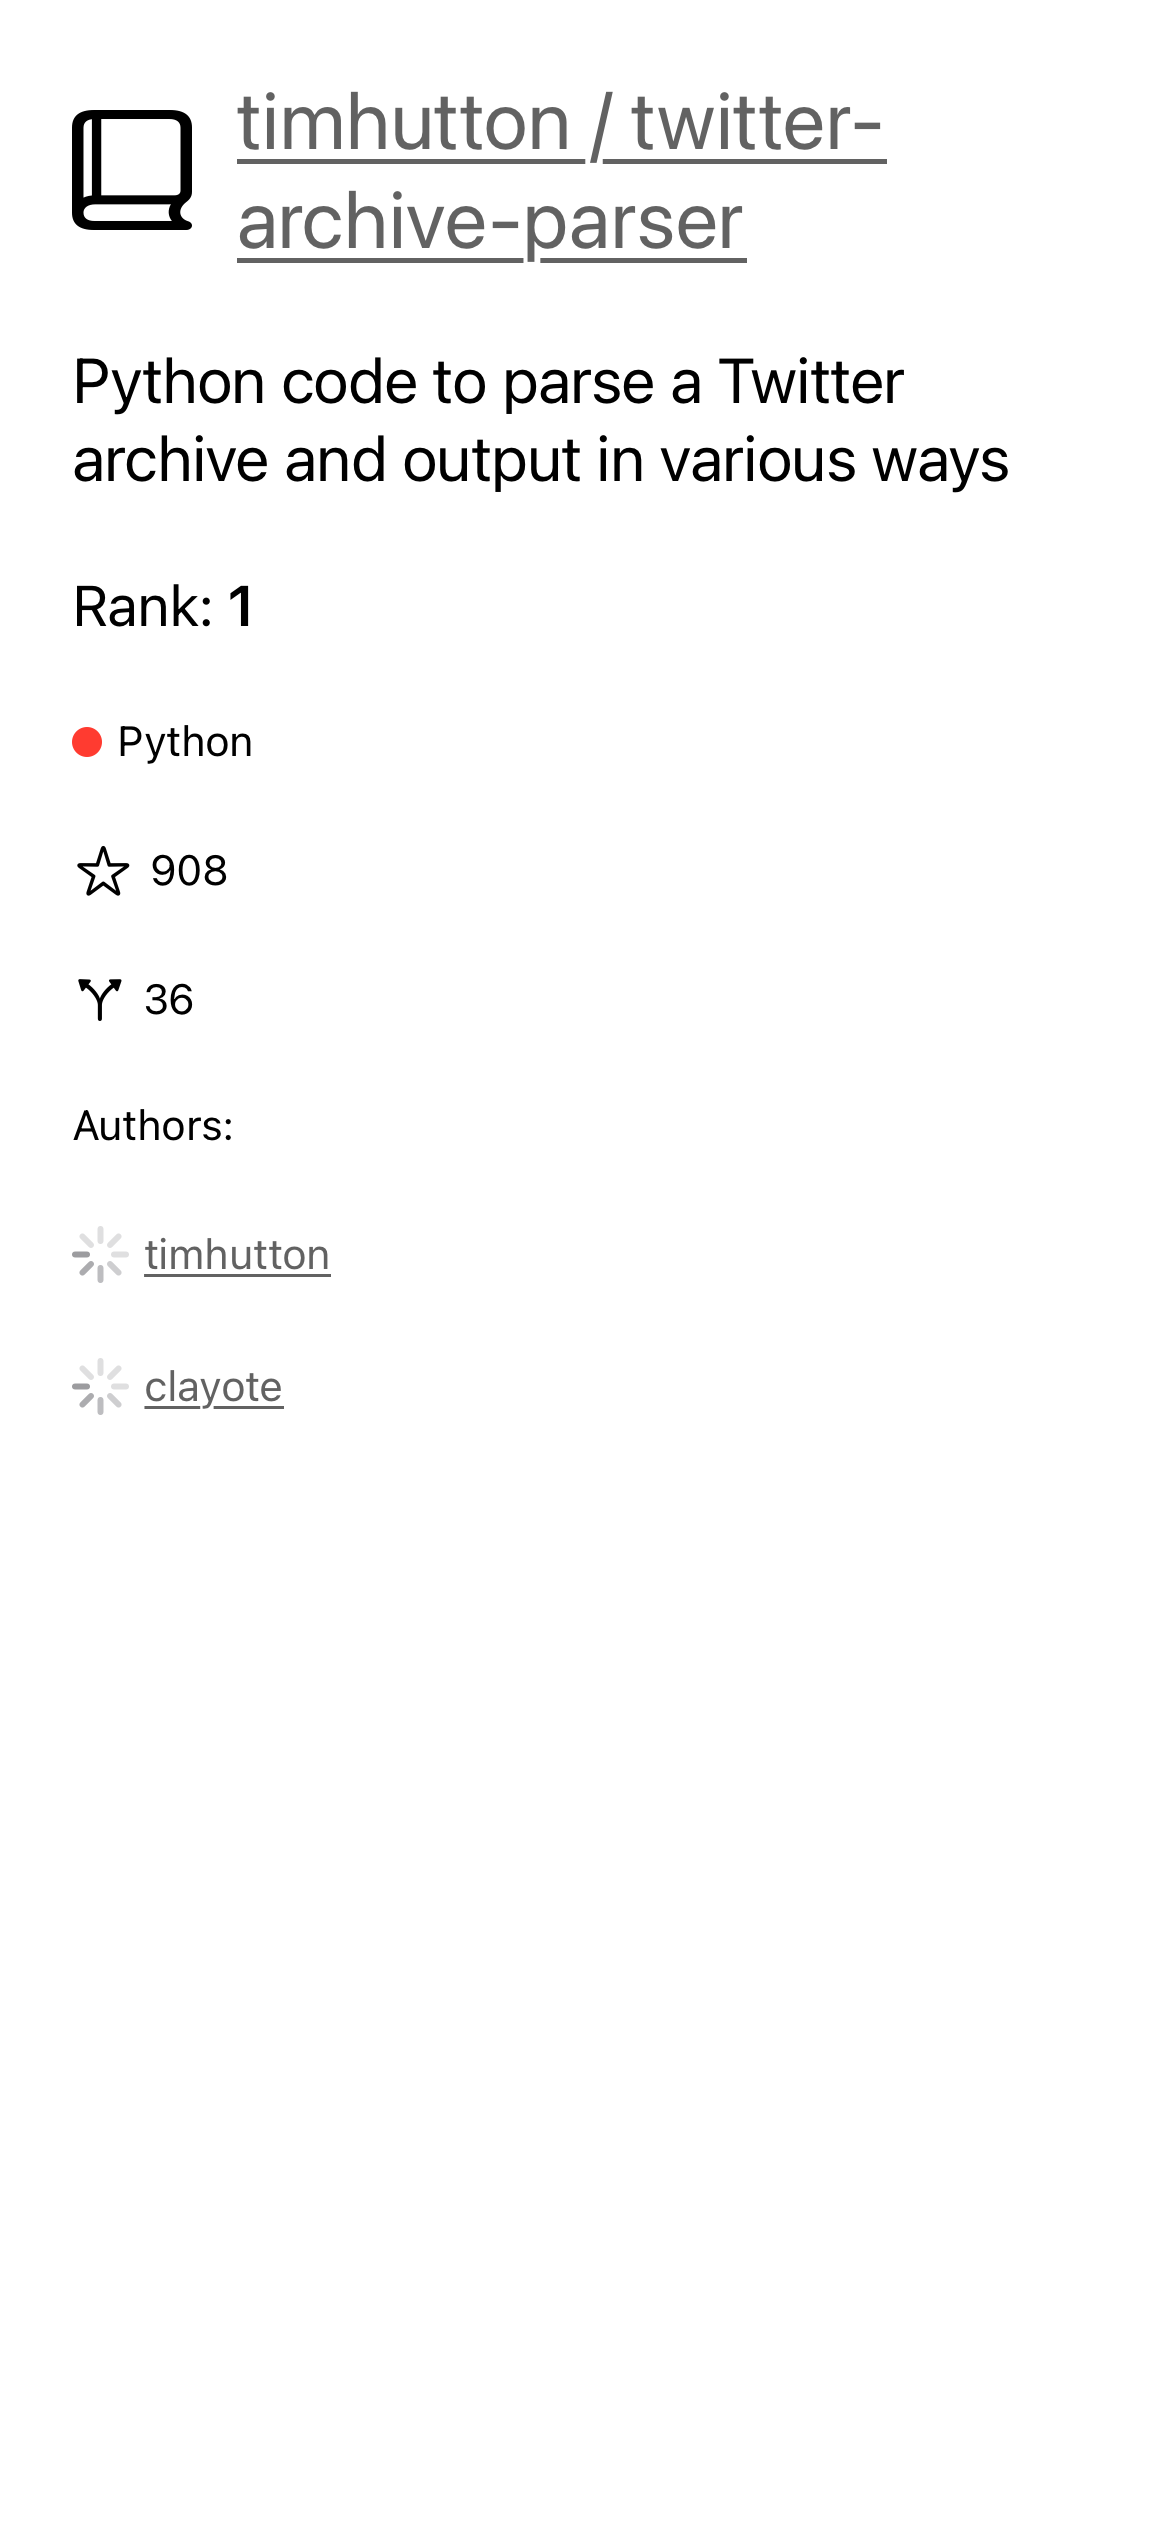 timhutton / twitter-
archive-parser
Python code to parse a Twitter
archive and output in various ways
Rank: 1
Python
908
36
Authors:
timhutton
clayote